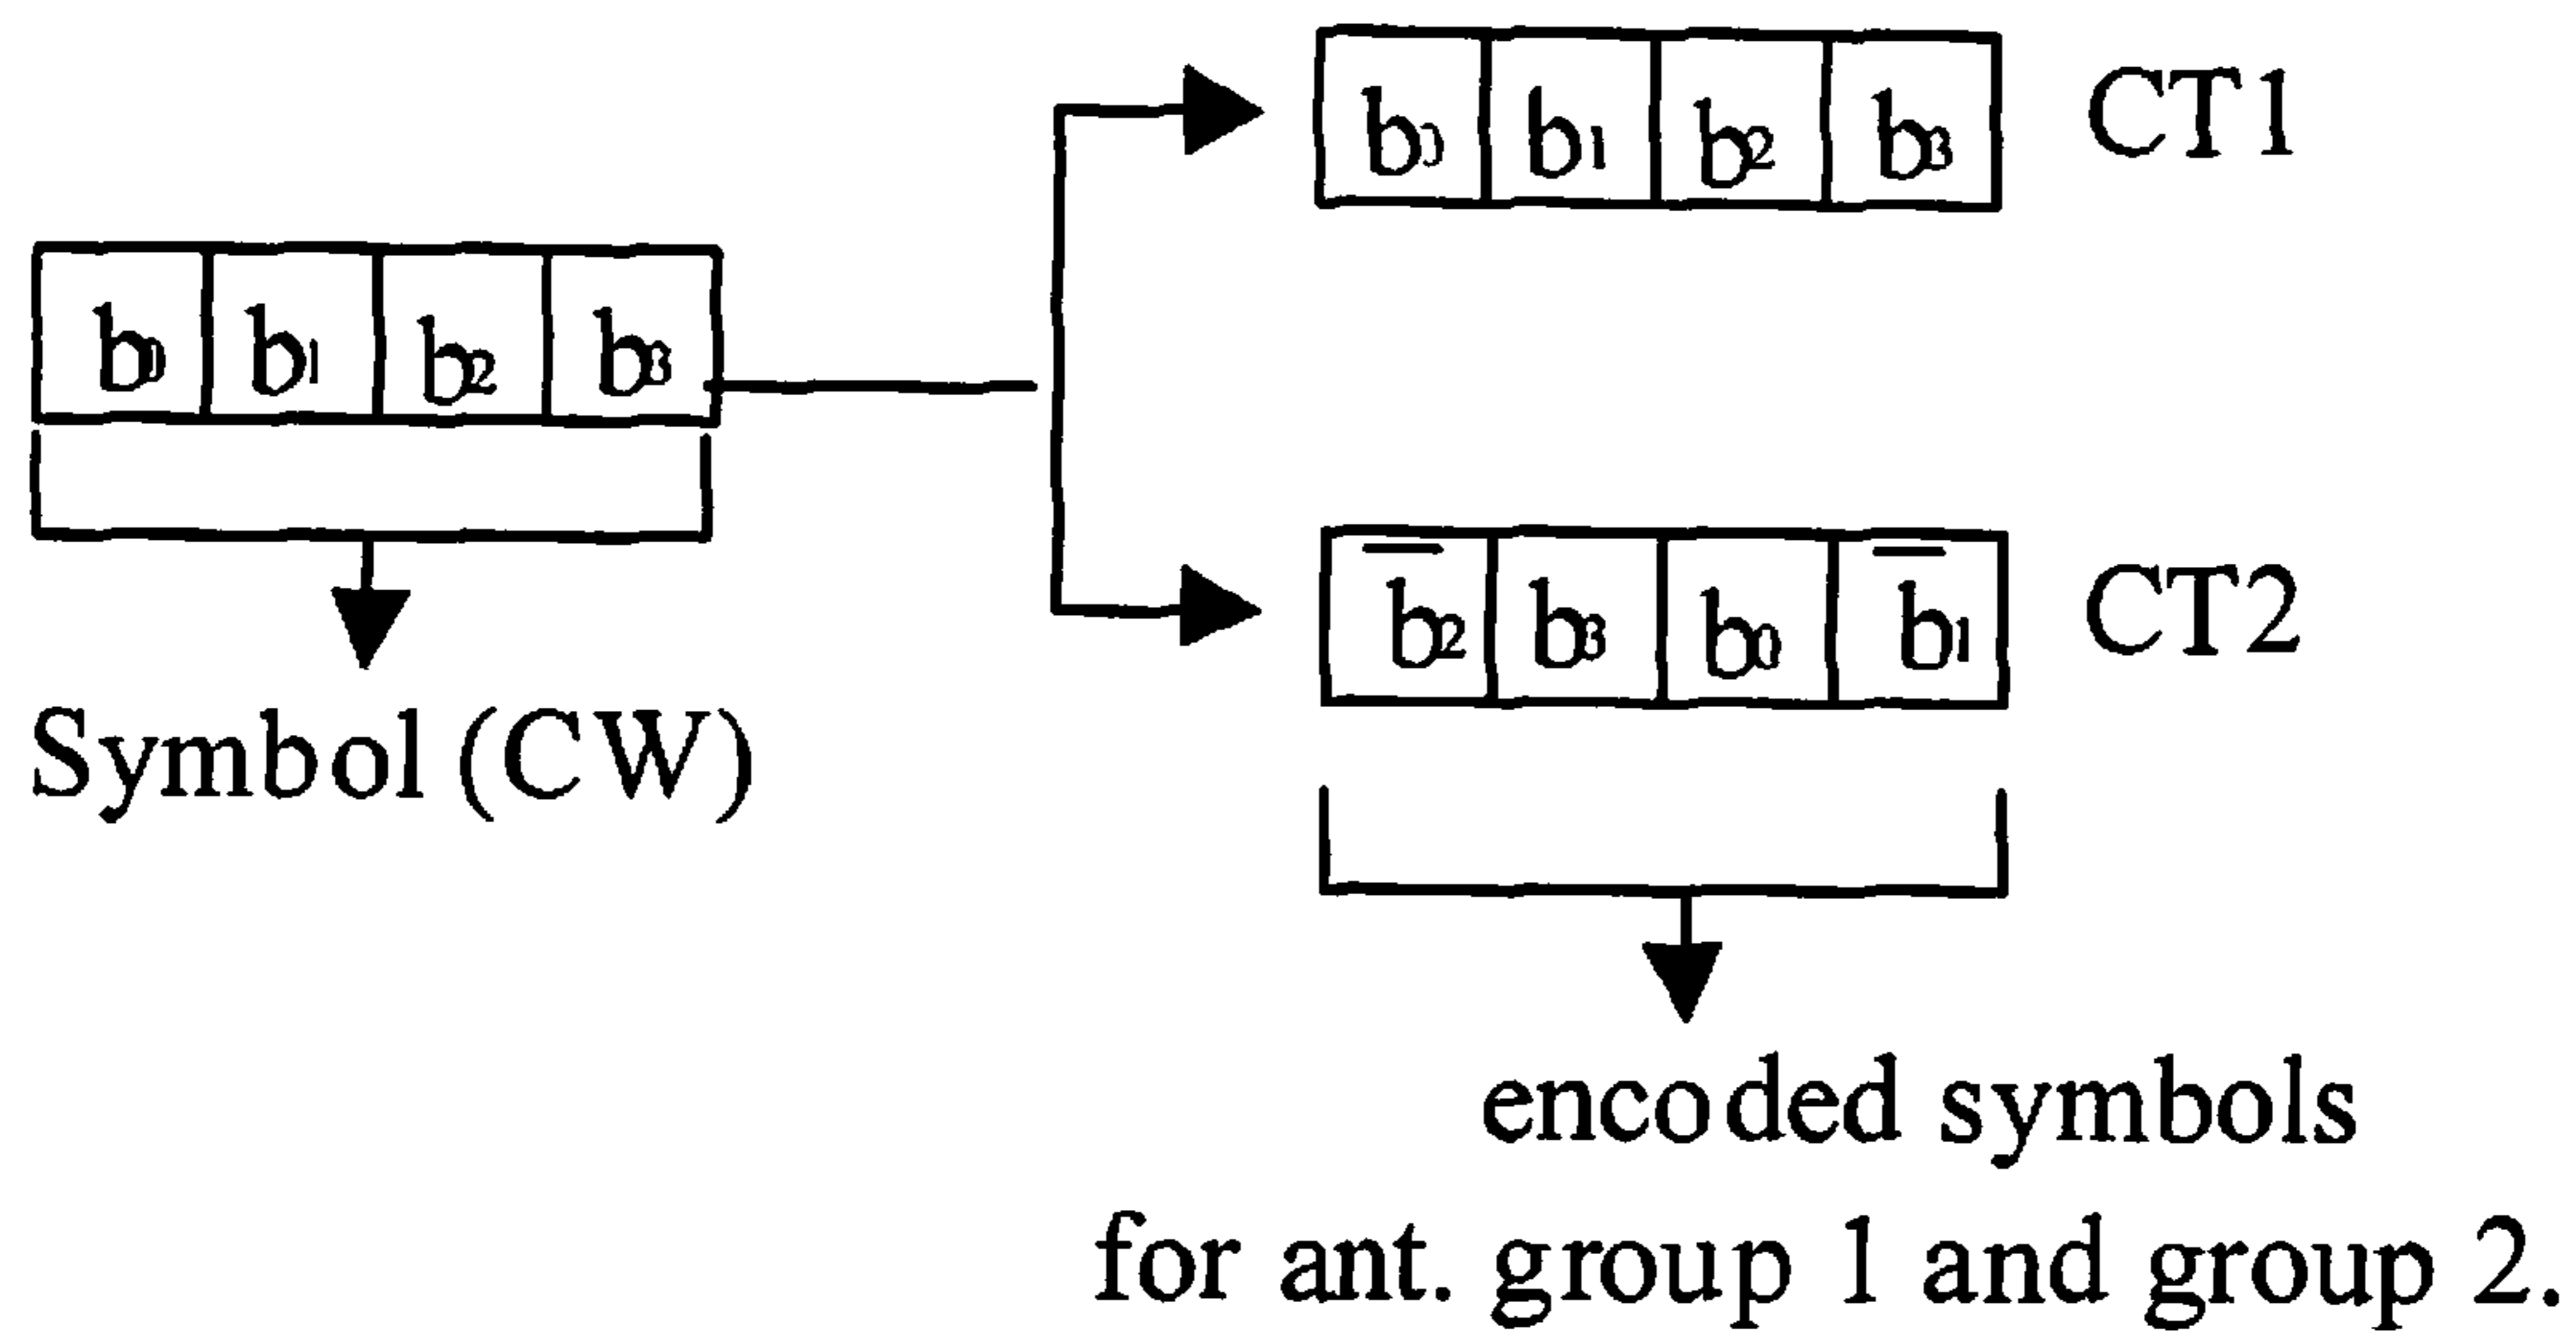 b0 b1 b2 b3 CT1
b0 b1 b2 b3
b̅2 b3 b0 b̅1 CT2
Symbol (CW)
encoded symbols
for ant. group 1 and group 2.